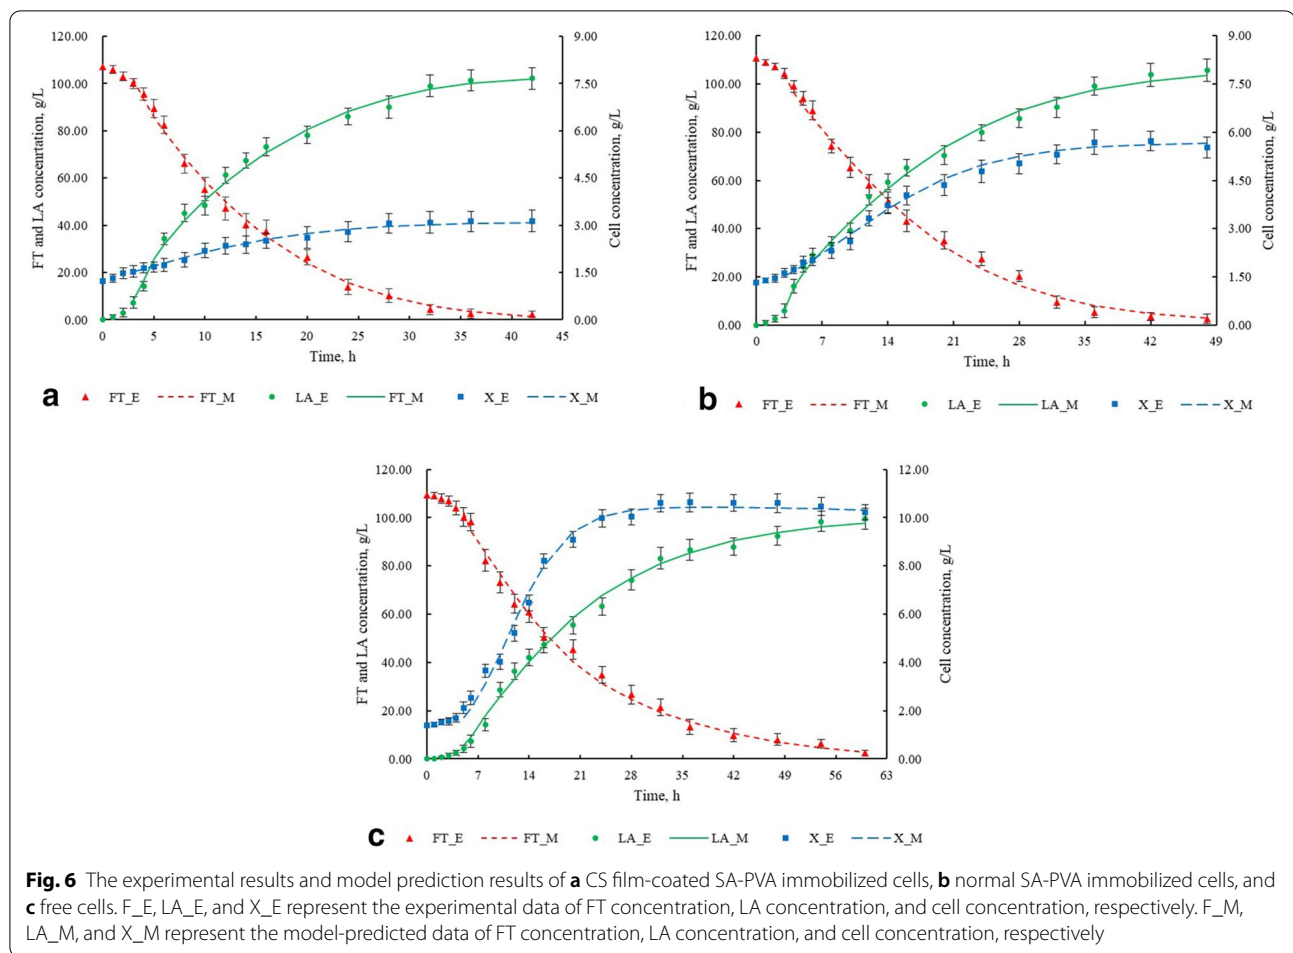 120.00 9.00
100.00 7.50
80.00 6.00
60.00 4.50
40.00 3.00
20.00 1.50
0.00 0.00
0 5 10 15 20 25 30 35 40 45
FT and LA concenrtation, g/L
Cell concentration, g/L
Time, h
a FT_E FT_M LA_E FT_M X_E X_M
120.00 9.00
100.00 7.50
80.00 6.00
60.00 4.50
40.00 3.00
20.00 1.50
0.00 0.00
0 7 14 21 28 35 42 49
FT and LA concenrtation, g/L
Cell concentration, g/L
Time, h
b FT_E FT_M LA_E LA_M X_E X_M
120.00 12.00
100.00 10.00
80.00 8.00
60.00 6.00
40.00 4.00
20.00 2.00
0.00 0.00
0 7 14 21 28 35 42 49 56 63
FT and LA concenrtation, g/L
Cell concentration, g/L
Time, h
c FT_E FT_M LA_E LA_M X_E X_M
Fig. 6 The experimental results and model prediction results of a CS film-coated SA-PVA immobilized cells, b normal SA-PVA immobilized cells, and
c free cells. F_E, LA_E, and X_E represent the experimental data of FT concentration, LA concentration, and cell concentration, respectively. F_M,
LA_M, and X_M represent the model-predicted data of FT concentration, LA concentration, and cell concentration, respectively